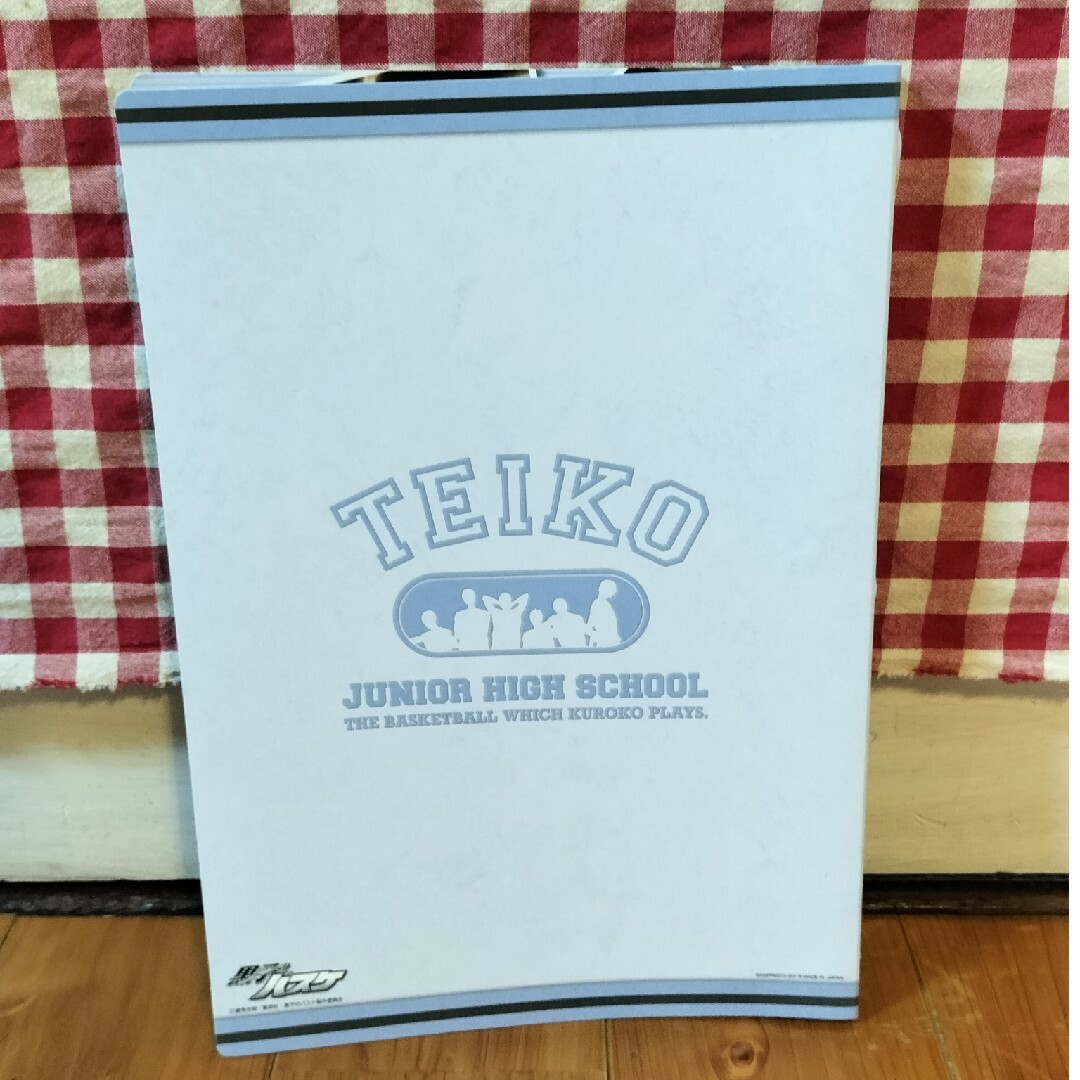 TEIKO
JUNIOR HIGH SCHOOL
THE BASKETBALL WHICH KUROKO PLAYS.
黒子のバスケ